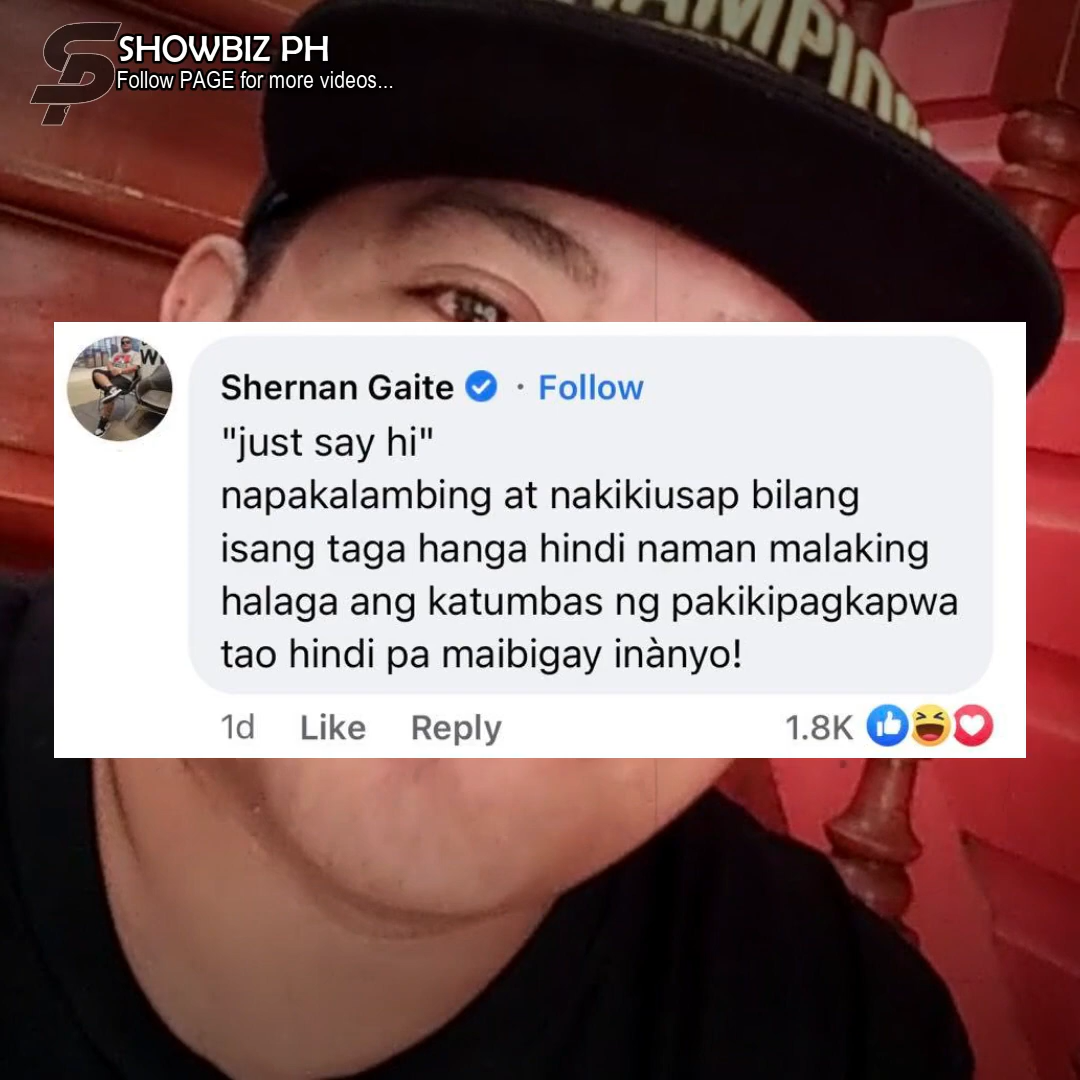 SHOWBIZ PH
Follow PAGE for more videos...
Shernan Gaite · Follow
"just say hi"
napakalambing at nakikiusap bilang
isang taga hanga hindi naman malaking
halaga ang katumbas ng pakikipagkapwa
tao hindi pa maibigay inànyo!
1d Like Reply 1.8K